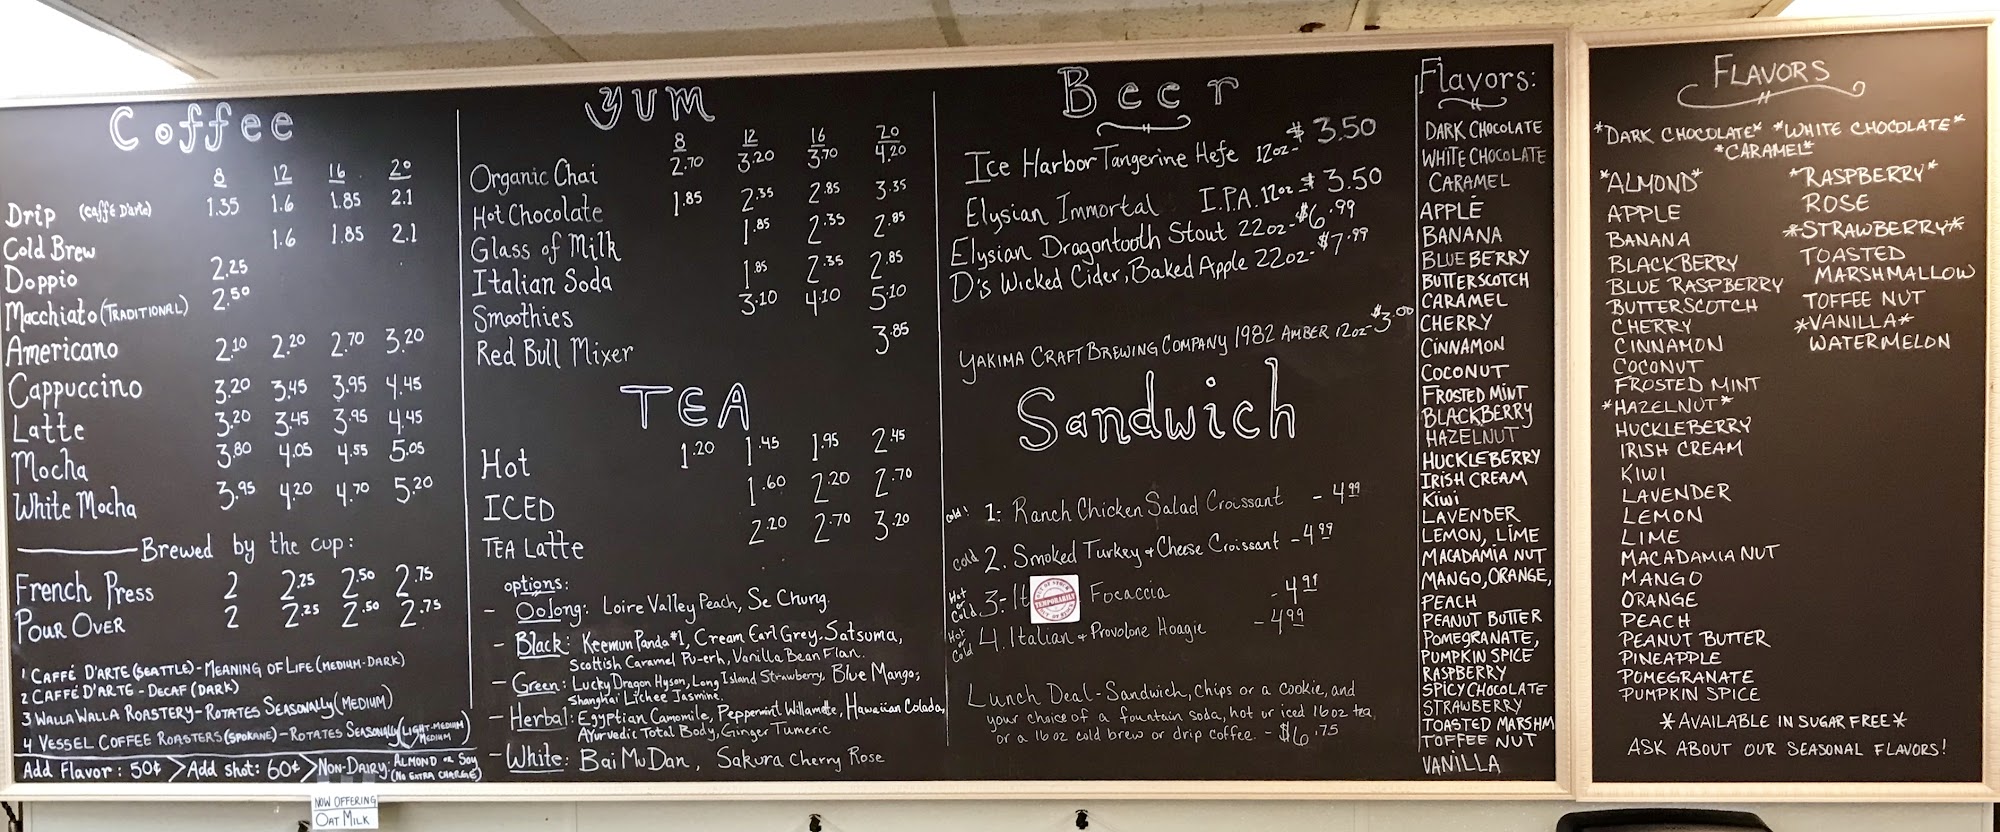 Coffee
8 12 16 20
Drip (Caffé D'arte) 1.35 1.6 1.85 2.1
Cold Brew 1.6 1.85 2.1
Doppio 2.25
Macchiato (TRADITIONAL) 2.50
Americano 2.10 2.20 2.70 3.20
Cappuccino 3.20 3.45 3.95 4.45
Latte 3.20 3.45 3.95 4.45
Mocha 3.80 4.05 4.55 5.05
White Mocha 3.95 4.20 4.70 5.20
Brewed by the cup:
French Press 2 2.25 2.50 2.75
Pour Over 2 2.25 2.50 2.75
1 CAFFÉ D'ARTE (SEATTLE) - MEANING OF LIFE (MEDIUM-DARK)
2 CAFFÉ D'ARTE - DECAF (DARK)
3 WALLA WALLA ROASTERY - ROTATES SEASONALLY (MEDIUM)
4 VESSEL COFFEE ROASTERS (SPOKANE) - ROTATES SEASONALLY (LIGHT-MEDIUM MEDIUM)
Add Flavor: 50¢ > Add shot: 60¢ > NON-DAIRY: ALMOND OR SOY (NO EXTRA CHARGE)
NOW OFFERING
OAT MILK
YUM
8 12 16 20
Organic Chai 2.70 3.20 3.70 4.20
Hot Chocolate 1.85 2.35 2.85 3.35
Glass of Milk 1.85 2.35 2.85
Italian Soda 1.85 2.35 2.85
Smoothies 3.10 4.10 5.10
Red Bull Mixer 3.85
TEA
Hot 1.20 1.45 1.95 2.45
ICED 1.60 2.20 2.70
TEA Latte 2.20 2.70 3.20
options:
- Oolong: Loire Valley Peach, Se Chung.
- Black: Keemun Panda #1, Cream Earl Grey. Satsuma,
Scottish Caramel Pu-erh, Vanilla Bean Flan.
- Green: Lucky Dragon Hyson, Long Island Strawberry, Blue Mango,
Shanghai Lichee Jasmine.
- Herbal: Egyptian Camomile, Peppermint Willamette, Hawaiian Colada,
Ayurvedic Total Body, Ginger Tumeric
- White: Bai Mu Dan, Sakura Cherry Rose
Beer
Ice Harbor Tangerine Hefe 12oz - $3.50
Elysian Immortal I.P.A. 12oz $3.50
Elysian Dragontooth Stout 22oz - $6.99
D's Wicked Cider, Baked Apple 22oz - $7.99
YAKIMA CRAFT BREWING COMPANY 1982 AMBER 12oz - $3.00
Sandwich
cold! 1: Ranch Chicken Salad Croissant - 4.99
cold 2. Smoked Turkey + Cheese Croissant - 4.99
Hot or Cold 3- It Focaccia - 4.99
TEMPORARILY
Hot or Cold 4. Italian + Provolone Hoagie - 4.99
Lunch Deal - Sandwich, chips or a cookie, and
your choice of a fountain soda, hot or iced 16oz tea,
or a 16oz cold brew or drip coffee. - $6.75
Flavors:
DARK CHOCOLATE
WHITE CHOCOLATE
CARAMEL
APPLE
BANANA
BLUEBERRY
BUTTERSCOTCH
CARAMEL
CHERRY
CINNAMON
COCONUT
FROSTED MINT
BLACKBERRY
HAZELNUT
HUCKLEBERRY
IRISH CREAM
KIWI
LAVENDER
LEMON, LIME
MACADAMIA NUT
MANGO, ORANGE,
PEACH
PEANUT BUTTER
POMEGRANATE,
PUMPKIN SPICE
RASPBERRY
SPICY CHOCOLATE
STRAWBERRY
TOASTED MARSHM
TOFFEE NUT
VANILLA
FLAVORS
*DARK CHOCOLATE* *WHITE CHOCOLATE*
*CARAMEL*
*ALMOND*
APPLE
BANANA
BLACKBERRY
BLUE RASPBERRY
BUTTERSCOTCH
CHERRY
CINNAMON
COCONUT
FROSTED MINT
*HAZELNUT*
HUCKLEBERRY
IRISH CREAM
KIWI
LAVENDER
LEMON
LIME
MACADAMIA NUT
MANGO
ORANGE
PEACH
PEANUT BUTTER
PINEAPPLE
POMEGRANATE
PUMPKIN SPICE
*RASPBERRY*
ROSE
*STRAWBERRY*
TOASTED
MARSHMALLOW
TOFFEE NUT
*VANILLA*
WATERMELON
*AVAILABLE IN SUGAR FREE*
ASK ABOUT OUR SEASONAL FLAVORS!